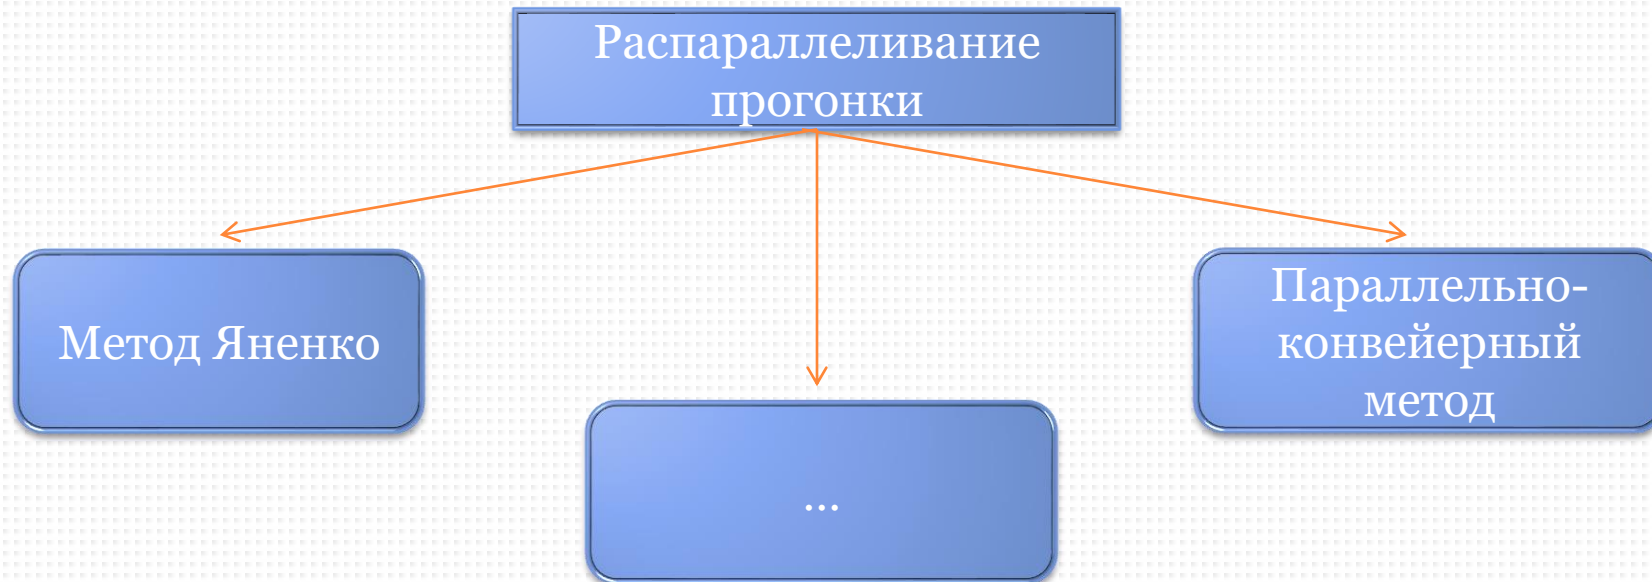 Распараллеливание
прогонки
Метод Яненко
...
Параллельно-
конвейерный
метод